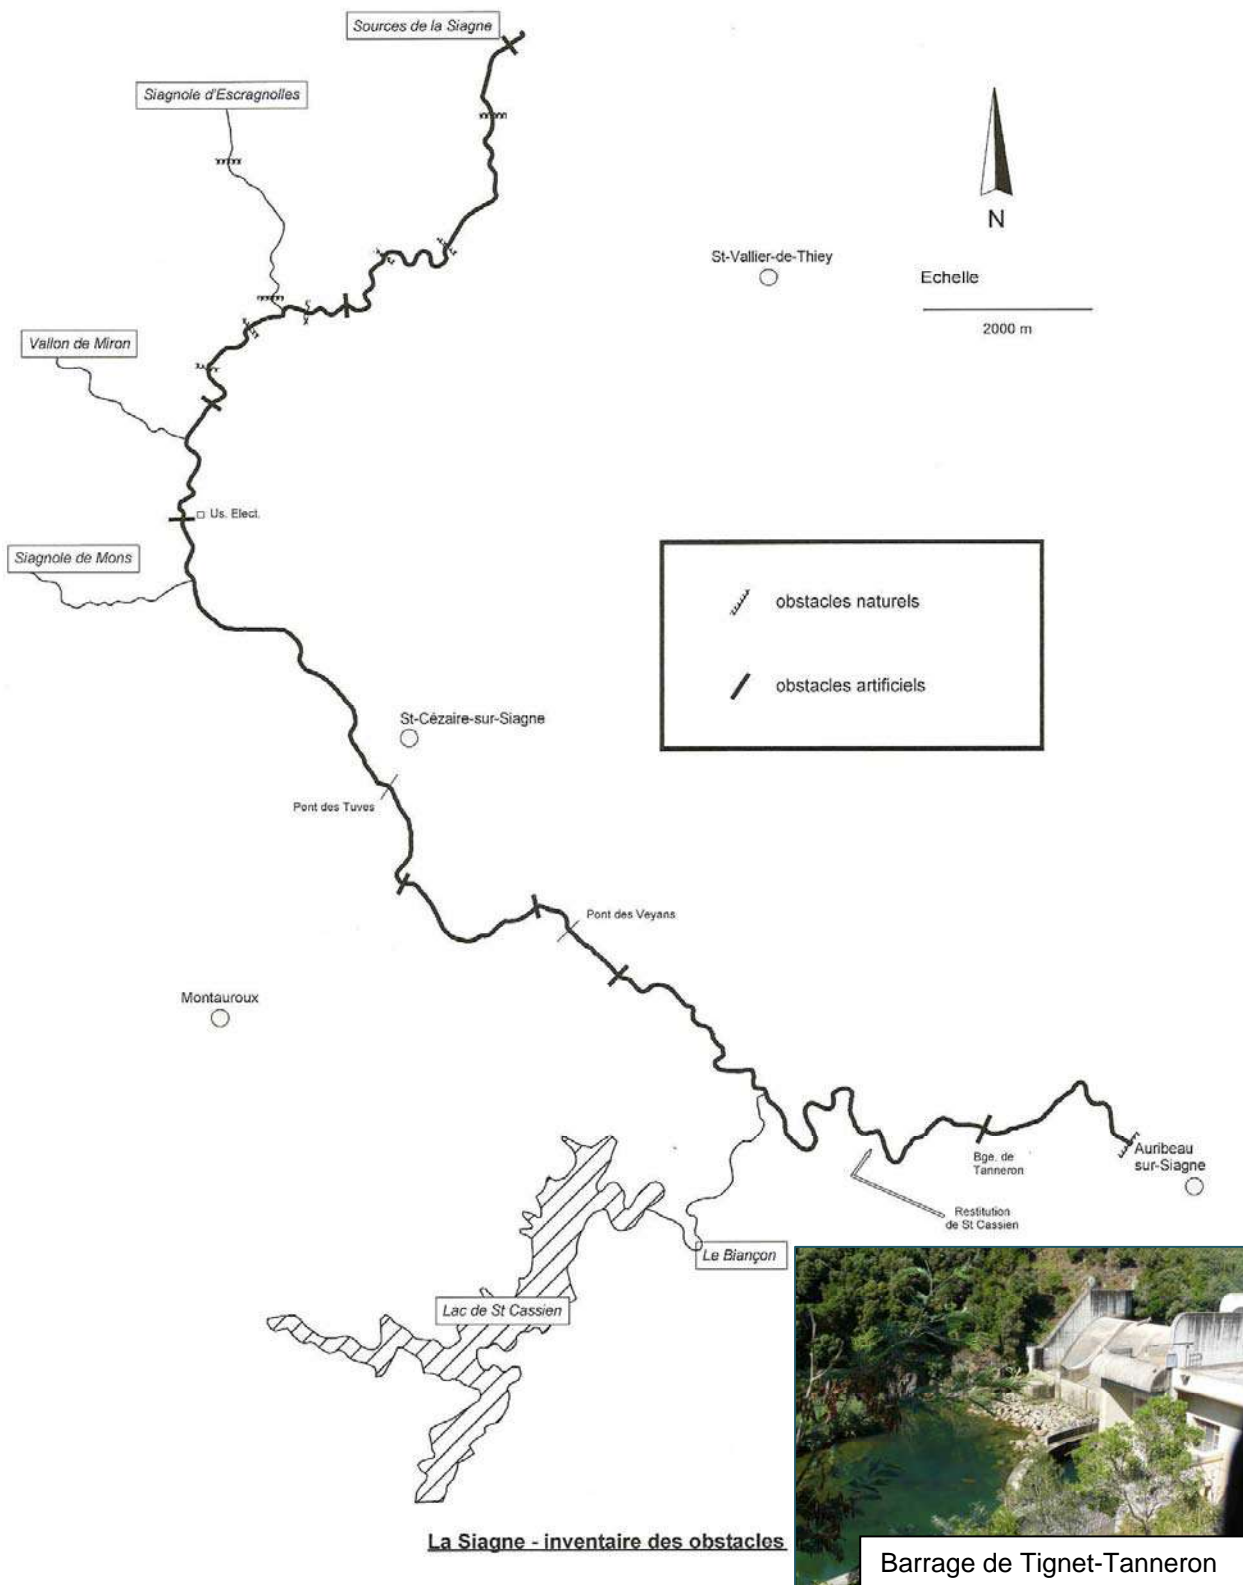 Sources de la Siagne
Siagnole d'Escragnolles
N
St-Vallier-de-Thiey
Echelle
2000 m
Vallon de Miron
Us. Elect.
Siagnole de Mons
obstacles naturels
obstacles artificiels
St-Cézaire-sur-Siagne
Pont des Tuves
Pont des Veyans
Montauroux
Bge. de
Tanneron
Auribeau
sur-Siagne
Restitution
de St Cassien
Le Biançon
Lac de St Cassien
La Siagne - inventaire des obstacles
Barrage de Tignet-Tanneron